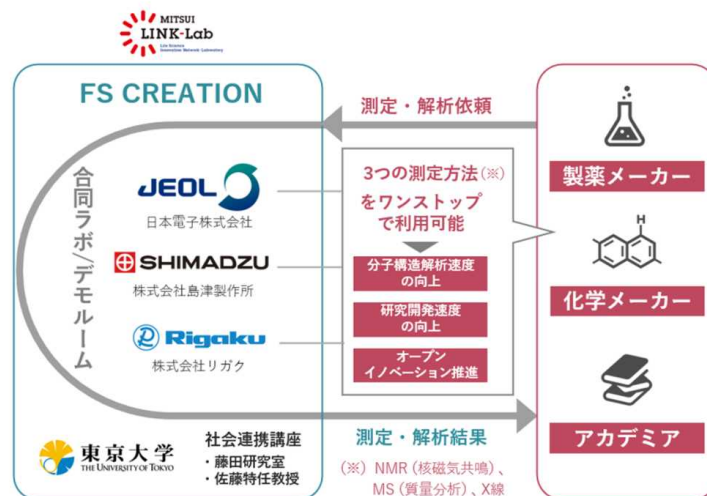 MITSUI
LINK-Lab
Life Science
Innovation Network Laboratory
FS CREATION
測定・解析依頼
合同ラボ/デモルーム
JEOL
日本電子株式会社
SHIMADZU
株式会社島津製作所
Rigaku
株式会社リガク
3つの測定方法(※)
をワンストップ
で利用可能
分子構造解析速度
の向上
研究開発速度
の向上
オープン
イノベーション推進
製薬メーカー
H
化学メーカー
アカデミア
東京大学
THE UNIVERSITY OF TOKYO
社会連携講座
・藤田研究室
・佐藤特任教授
測定・解析結果
(※) NMR(核磁気共鳴)、
MS(質量分析)、X線